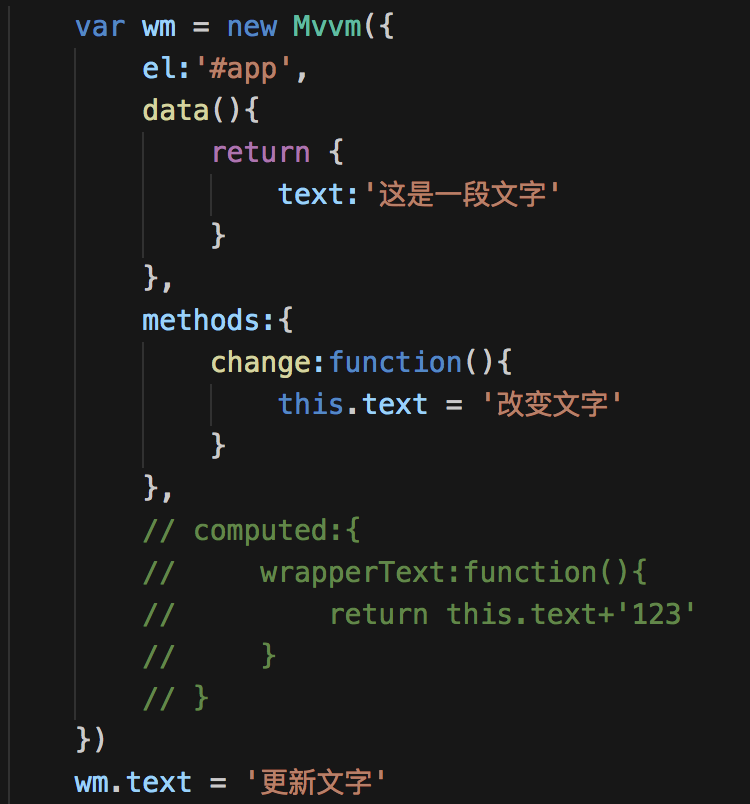 var wm = new Mvvm({
    el:'#app',
    data(){
        return {
            text:'这是一段文字'
        }
    },
    methods:{
        change:function(){
            this.text = '改变文字'
        }
    },
    // computed:{
    //     wrapperText:function(){
    //         return this.text+'123'
    //     }
    // }
})
wm.text = '更新文字'